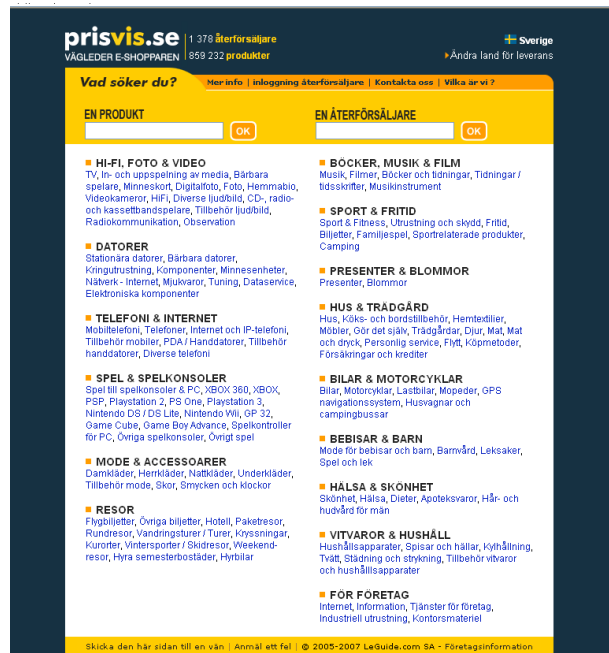 prisvis.se
1 378 återförsäljare
VÄGLEDER E-SHOPPAREN
859 232 produkter
Sverige
Ändra land för leverans
Vad söker du?
Mer info | inloggning återförsäljare | Kontakta oss | Vilka är vi ?
EN PRODUKT
OK
EN ÅTERFÖRSÄLJARE
OK
HI-FI, FOTO & VIDEO
TV, In- och uppspelning av media, Bärbara
spelare, Minneskort, Digitalfoto, Foto, Hemmabio,
Videokameror, HiFi, Diverse ljud/bild, CD-, radio-
och kassettbandspelare, Tillbehör ljud/bild,
Radiokommunikation, Observation
DATORER
Stationära datorer, Bärbara datorer,
Kringutrustning, Komponenter, Minnesenheter,
Nätverk - Internet, Mjukvaror, Tuning, Dataservice,
Elektroniska komponenter
TELEFONI & INTERNET
Mobiltelefoni, Telefoner, Internet och IP-telefoni,
Tillbehör mobiler, PDA / Handdatorer, Tillbehör
handdatorer, Diverse telefoni
SPEL & SPELKONSOLER
Spel till spelkonsoler & PC, XBOX 360, XBOX,
PSP, Playstation 2, PS One, Playstation 3,
Nintendo DS / DS Lite, Nintendo Wii, GP 32,
Game Cube, Game Boy Advance, Spelkontroller
för PC, Övriga spelkonsoler, Övrigt spel
MODE & ACCESSOARER
Damkläder, Herrkläder, Nattkläder, Underkläder,
Tillbehör mode, Skor, Smycken och klockor
RESOR
Flygbiljetter, Övriga biljetter, Hotell, Paketresor,
Rundresor, Vandringsturer / Turer, Kryssningar,
Kurorter, Vintersporter / Skidresor, Weekend-
resor, Hyra semesterbostäder, Hyrbilar
BÖCKER, MUSIK & FILM
Musik, Filmer, Böcker och tidningar, Tidningar /
tidsskrifter, Musikinstrument
SPORT & FRITID
Sport & Fitness, Utrustning och skydd, Fritid,
Biljetter, Familjespel, Sportrelaterade produkter,
Camping
PRESENTER & BLOMMOR
Presenter, Blommor
HUS & TRÄDGÅRD
Hus, Köks- och bordstillbehör, Hemtextilier,
Möbler, Gör det själv, Trädgårdar, Djur, Mat, Mat
och dryck, Personlig service, Flytt, Köpmetoder,
Försäkringar och krediter
BILAR & MOTORCYKLAR
Bilar, Motorcyklar, Lastbilar, Mopeder, GPS
navigationssystem, Husvagnar och
campingbussar
BEBISAR & BARN
Mode för bebisar och barn, Barnvård, Leksaker,
Spel och lek
HÄLSA & SKÖNHET
Skönhet, Hälsa, Dieter, Apoteksvaror, Hår- och
hudvård för män
VITVAROR & HUSHÅLL
Hushållsapparater, Spisar och hällar, Kylhållning,
Tvätt, Städning och strykning, Tillbehör vitvaror
och hushålllsapparater
FÖR FÖRETAG
Internet, Information, Tjänster för företag,
Industriell utrustning, Kontorsmateriel
Skicka den här sidan till en vän | Anmäl ett fel | © 2005-2007 LeGuide.com SA - Företagsinformation